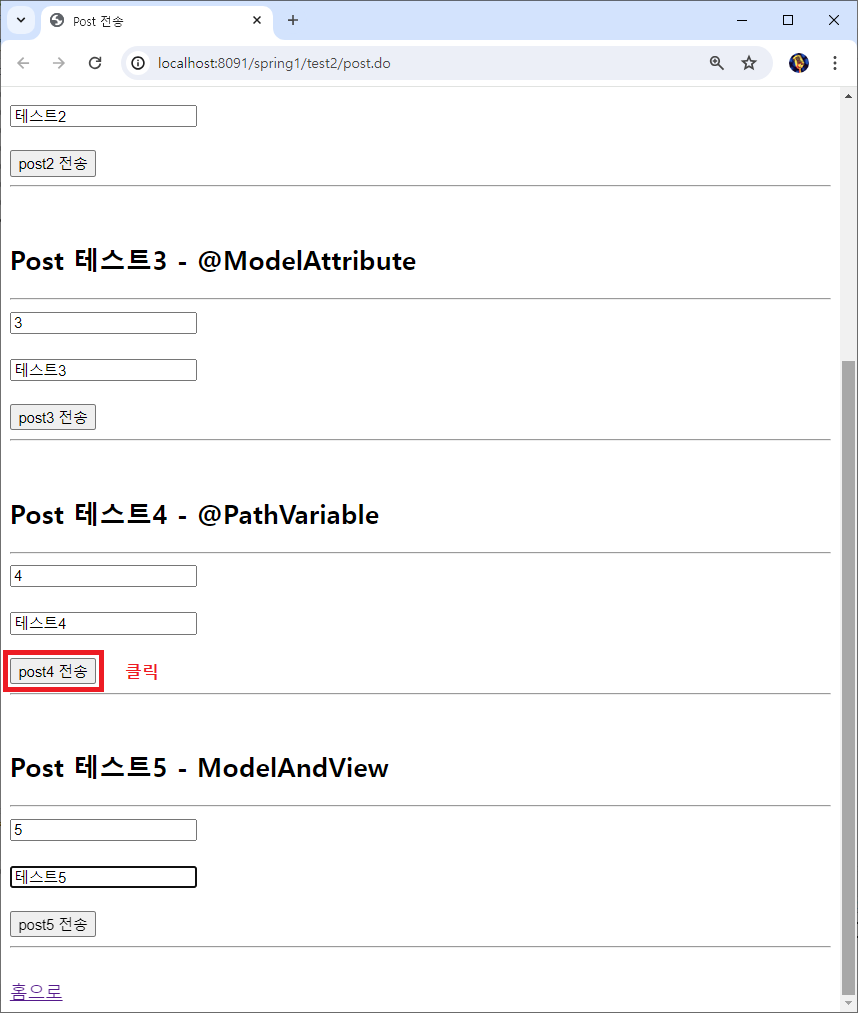 Post 전송
localhost:8091/spring1/test2/post.do
테스트2
post2 전송
Post 테스트3 - @ModelAttribute
3
테스트3
post3 전송
Post 테스트4 - @PathVariable
4
테스트4
post4 전송 클릭
Post 테스트5 - ModelAndView
5
테스트5
post5 전송
홈으로